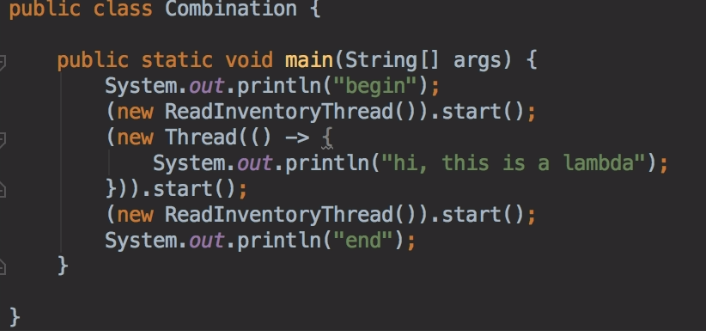 public class Combination {
public static void main(String[] args) {
System.out.println("begin");
(new ReadInventoryThread()).start();
(new Thread(() -> {
System.out.println("hi, this is a lambda");
})).start();
(new ReadInventoryThread()).start();
System.out.println("end");
}
}